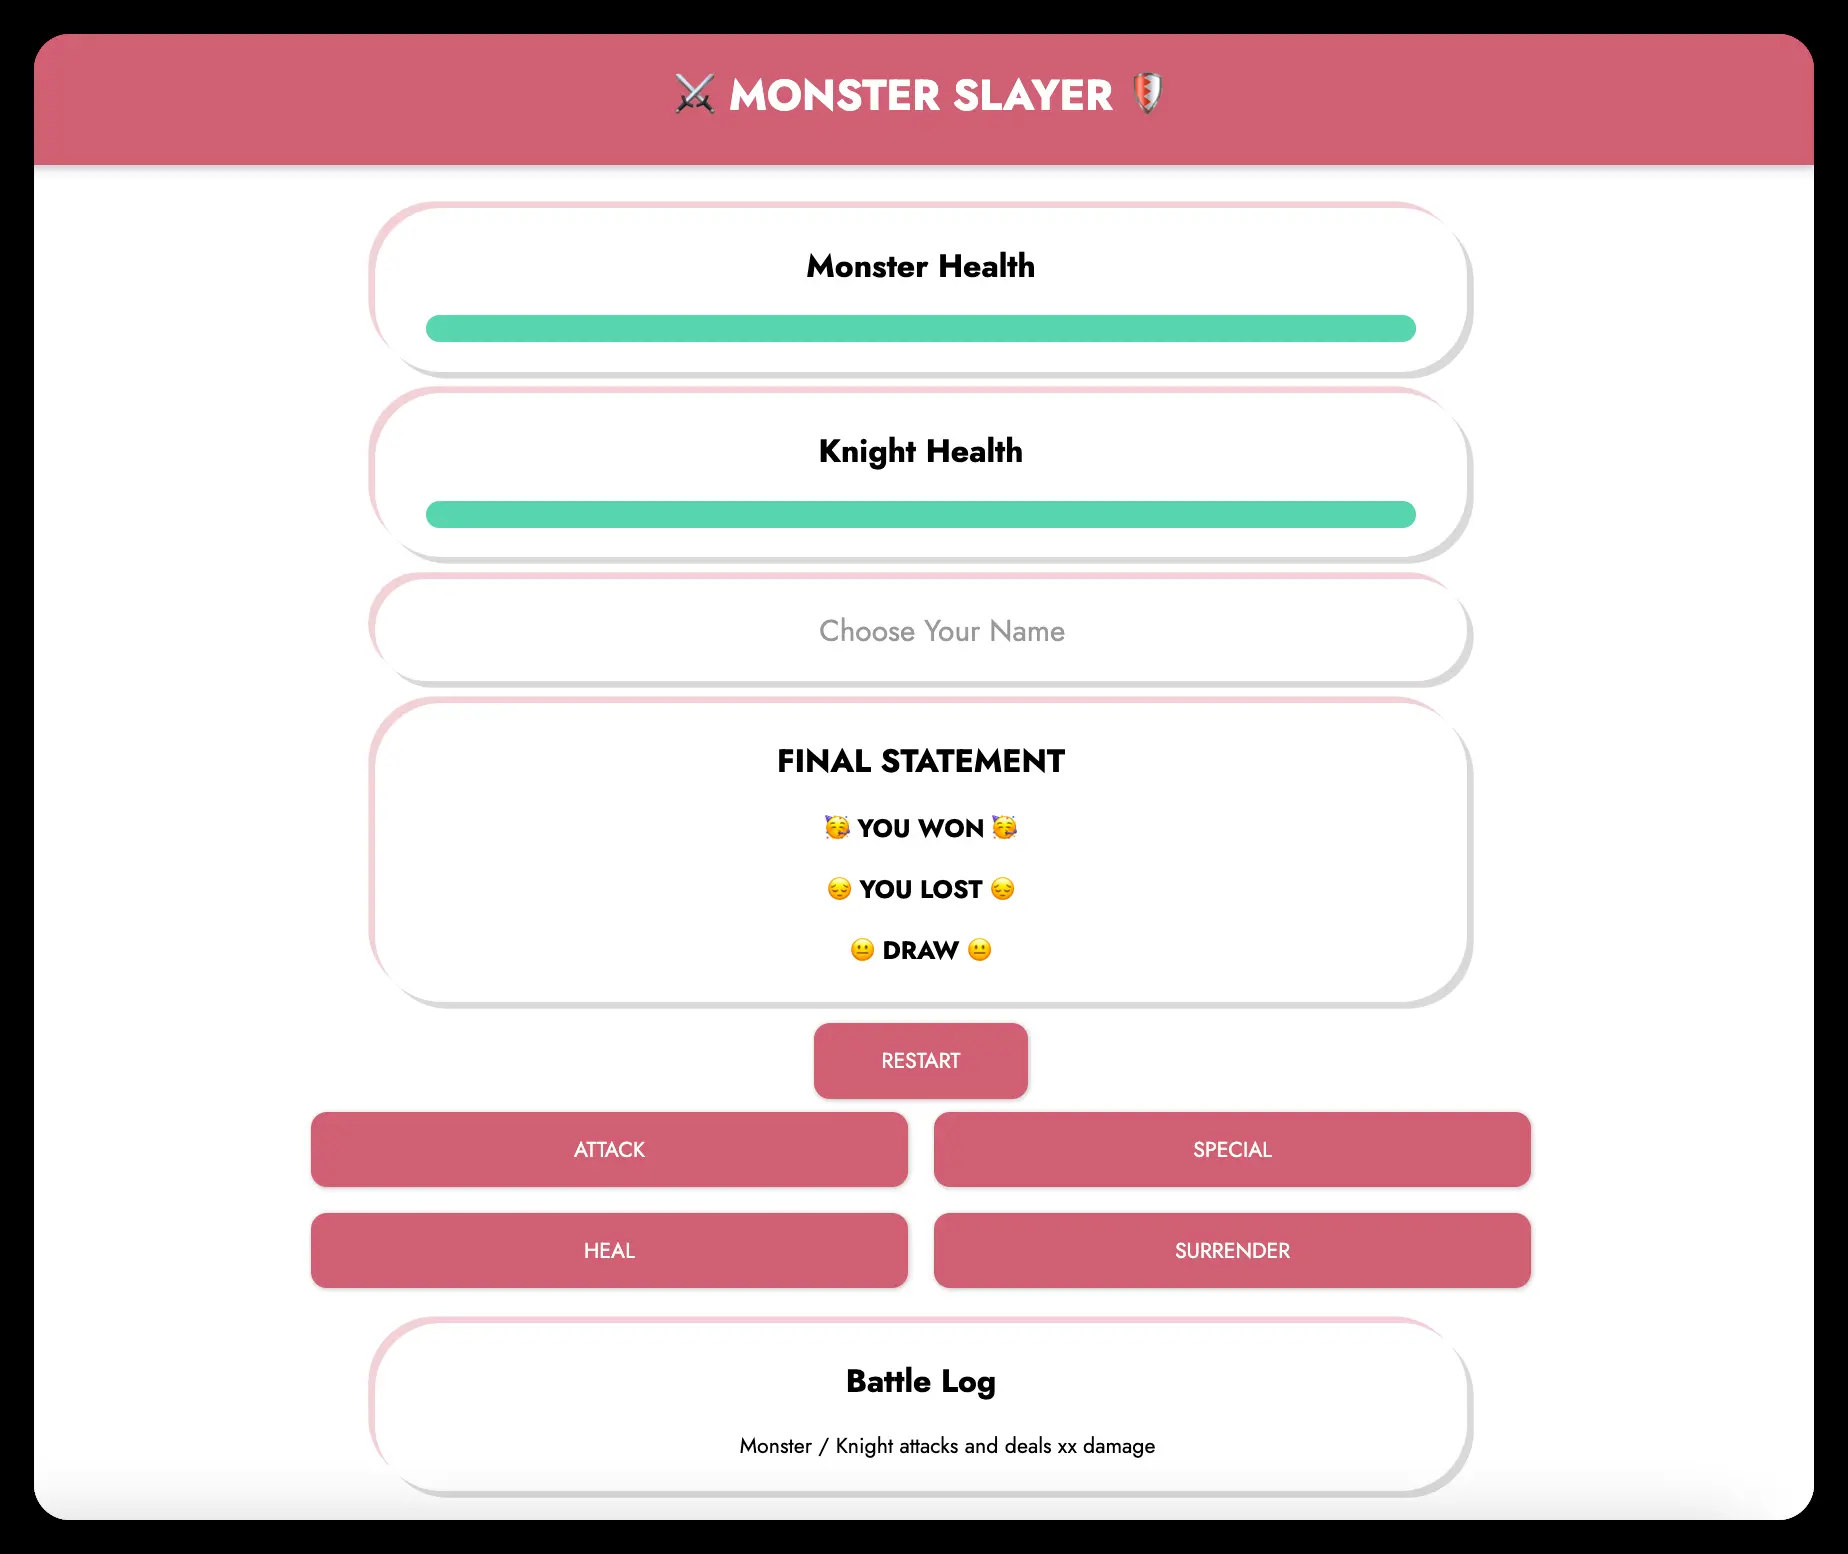 ⚔️ MONSTER SLAYER 🛡️
Monster Health
Knight Health
Choose Your Name
FINAL STATEMENT
🥳 YOU WON 🥳
😔 YOU LOST 😔
😐 DRAW 😐
RESTART
ATTACK
SPECIAL
HEAL
SURRENDER
Battle Log
Monster / Knight attacks and deals xx damage